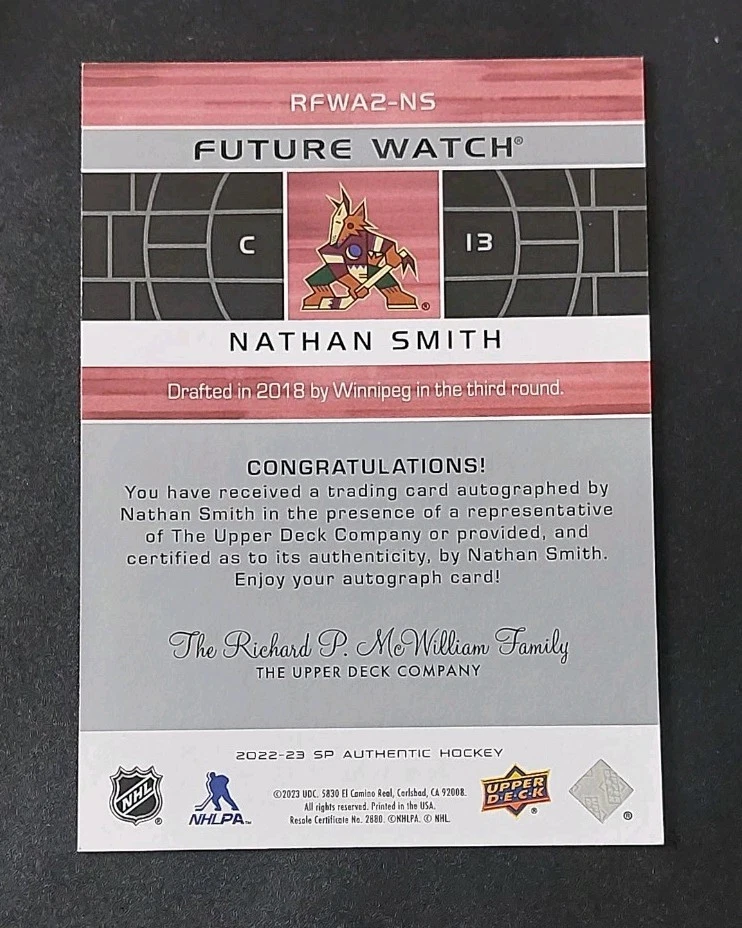 RFWA2-NS
FUTURE WATCH®
C
13
®
NATHAN SMITH
Drafted in 2018 by Winnipeg in the third round.
CONGRATULATIONS!
You have received a trading card autographed by
Nathan Smith in the presence of a representative
of The Upper Deck Company or provided, and
certified as to its authenticity, by Nathan Smith.
Enjoy your autograph card!
The Richard P. McWilliam Family
THE UPPER DECK COMPANY
2022-23 SP AUTHENTIC HOCKEY
NHL ®
NHLPA™
©2023 UDC. 5830 El Camino Real, Carlsbad, CA 92008.
All rights reserved. Printed in the USA.
Resale Certificate No. 2880. ©NHLPA. © NHL.
UPPER
D·E·C·K ®
®